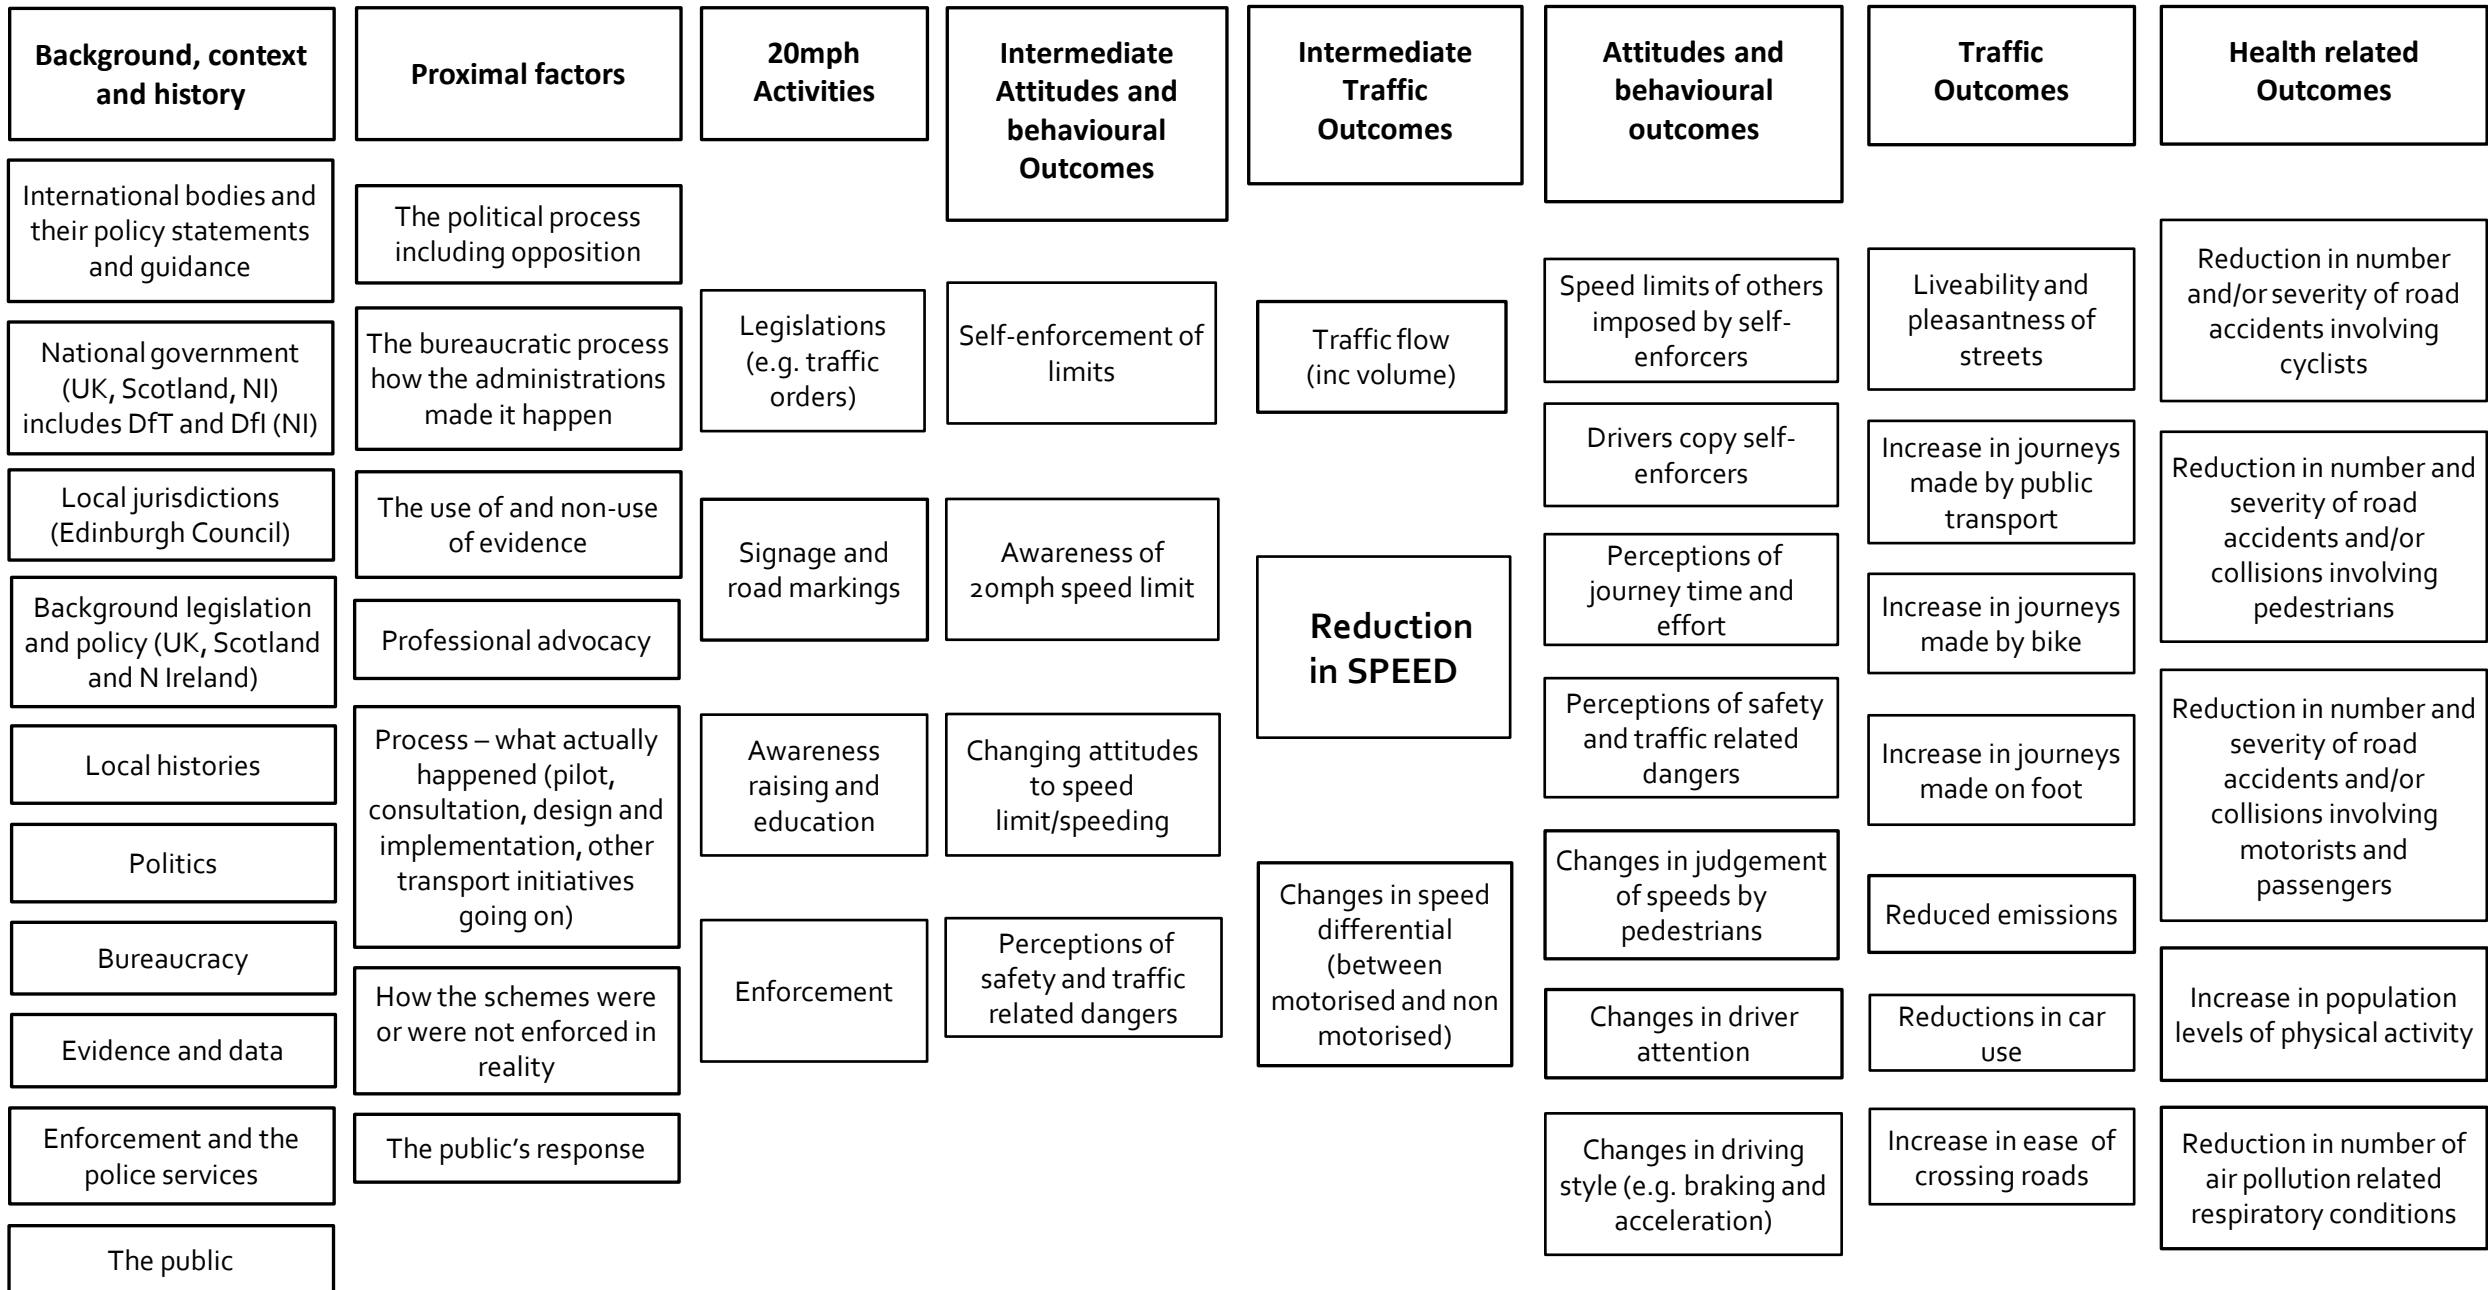 Background, context
and history
International bodies and
their policy statements
and guidance
National government
(UK, Scotland, NI)
includes DfT and DfI (NI)
Local jurisdictions
(Edinburgh Council)
Background legislation
and policy (UK, Scotland
and N Ireland)
Local histories
Politics
Bureaucracy
Evidence and data
Enforcement and the
police services
The public
Proximal factors
The political process
including opposition
The bureaucratic process
how the administrations
made it happen
The use of and non-use
of evidence
Professional advocacy
Process – what actually
happened (pilot,
consultation, design and
implementation, other
transport initiatives
going on)
How the schemes were
or were not enforced in
reality
The public’s response
20mph
Activities
Legislations
(e.g. traffic
orders)
Signage and
road markings
Awareness
raising and
education
Enforcement
Intermediate
Attitudes and
behavioural
Outcomes
Self-enforcement of
limits
Awareness of
20mph speed limit
Changing attitudes
to speed
limit/speeding
Perceptions of
safety and traffic
related dangers
Intermediate
Traffic
Outcomes
Traffic flow
(inc volume)
Reduction
in SPEED
Changes in speed
differential
(between
motorised and non
motorised)
Attitudes and
behavioural
outcomes
Speed limits of others
imposed by self-
enforcers
Drivers copy self-
enforcers
Perceptions of
journey time and
effort
Perceptions of safety
and traffic related
dangers
Changes in judgement
of speeds by
pedestrians
Changes in driver
attention
Changes in driving
style (e.g. braking and
acceleration)
Traffic
Outcomes
Liveability and
pleasantness of
streets
Increase in journeys
made by public
transport
Increase in journeys
made by bike
Increase in journeys
made on foot
Reduced emissions
Reductions in car
use
Increase in ease of
crossing roads
Health related
Outcomes
Reduction in number
and/or severity of road
accidents involving
cyclists
Reduction in number and
severity of road
accidents and/or
collisions involving
pedestrians
Reduction in number and
severity of road
accidents and/or
collisions involving
motorists and
passengers
Increase in population
levels of physical activity
Reduction in number of
air pollution related
respiratory conditions